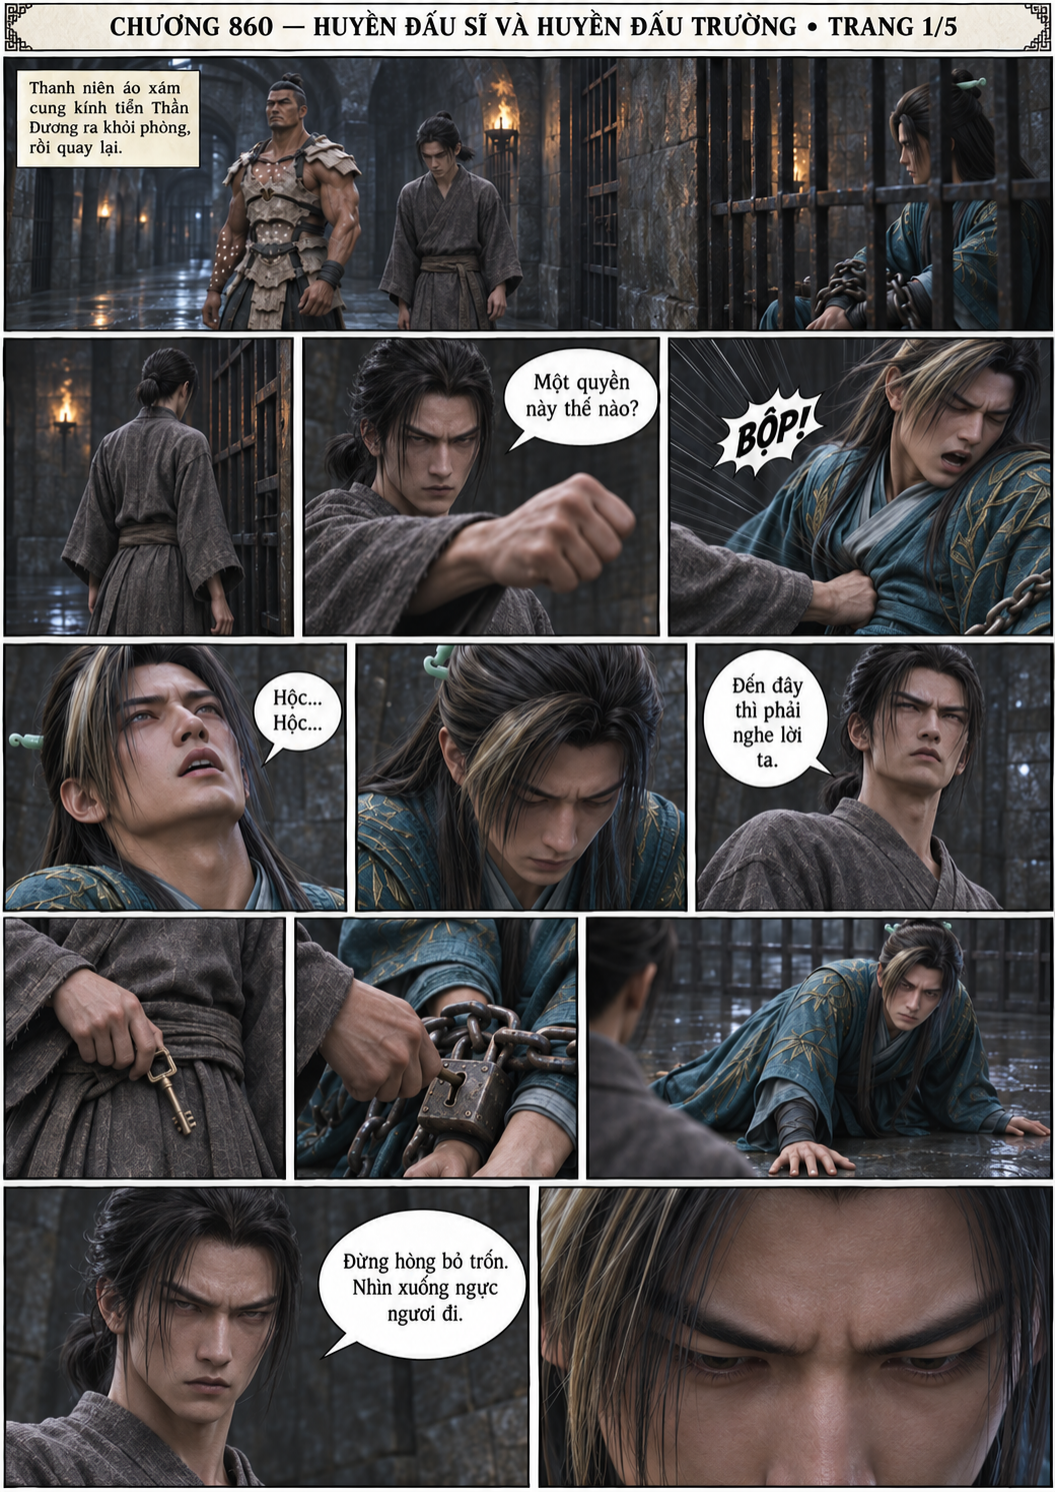 CHƯƠNG 860 — HUYỀN ĐẤU SĨ VÀ HUYỀN ĐẤU TRƯỜNG • TRANG 1/5
Thanh niên áo xám
cung kính tiễn Thần
Dương ra khỏi phòng,
rồi quay lại.
Một quyền
này thế nào?
BỘP!
Hộc...
Hộc...
Đến đây
thì phải
nghe lời
ta.
Đừng hòng bỏ trốn.
Nhìn xuống ngực
ngươi đi.